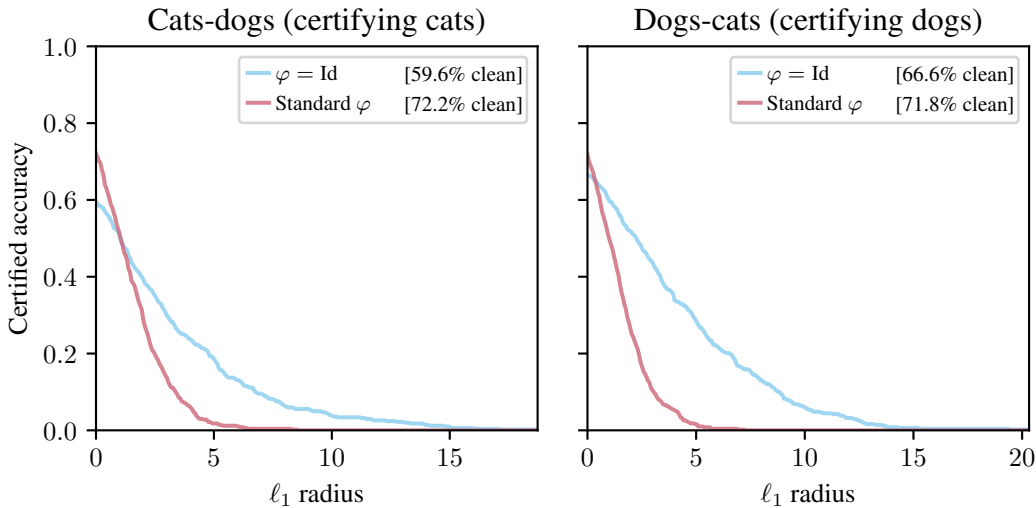 Cats-dogs (certifying cats)
φ = Id [59.6% clean]
Standard φ [72.2% clean]
Certified accuracy
1.0
0.8
0.6
0.4
0.2
0.0
0 5 10 15
ℓ₁ radius
Dogs-cats (certifying dogs)
φ = Id [66.6% clean]
Standard φ [71.8% clean]
0 5 10 15 20
ℓ₁ radius